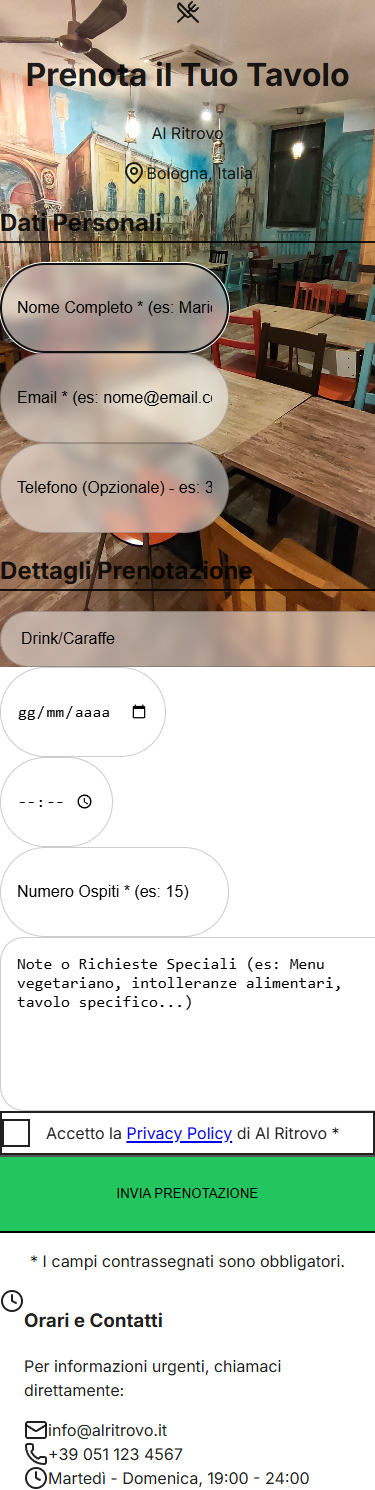 Prenota il Tuo Tavolo
Al Ritrovo
Bologna, Italia
Dati Personali
Nome Completo * (es: Mari
Email * (es: nome@email.c
Telefono (Opzionale) - es: 3
Dettagli Prenotazione
Drink/Caraffe
gg/mm/aaaa
--:--
Numero Ospiti * (es: 15)
Note o Richieste Speciali (es: Menu
vegetariano, intolleranze alimentari,
tavolo specifico...)
Accetto la Privacy Policy di Al Ritrovo *
INVIA PRENOTAZIONE
* I campi contrassegnati sono obbligatori.
Orari e Contatti
Per informazioni urgenti, chiamaci
direttamente:
info@alritrovo.it
+39 051 123 4567
Martedì - Domenica, 19:00 - 24:00